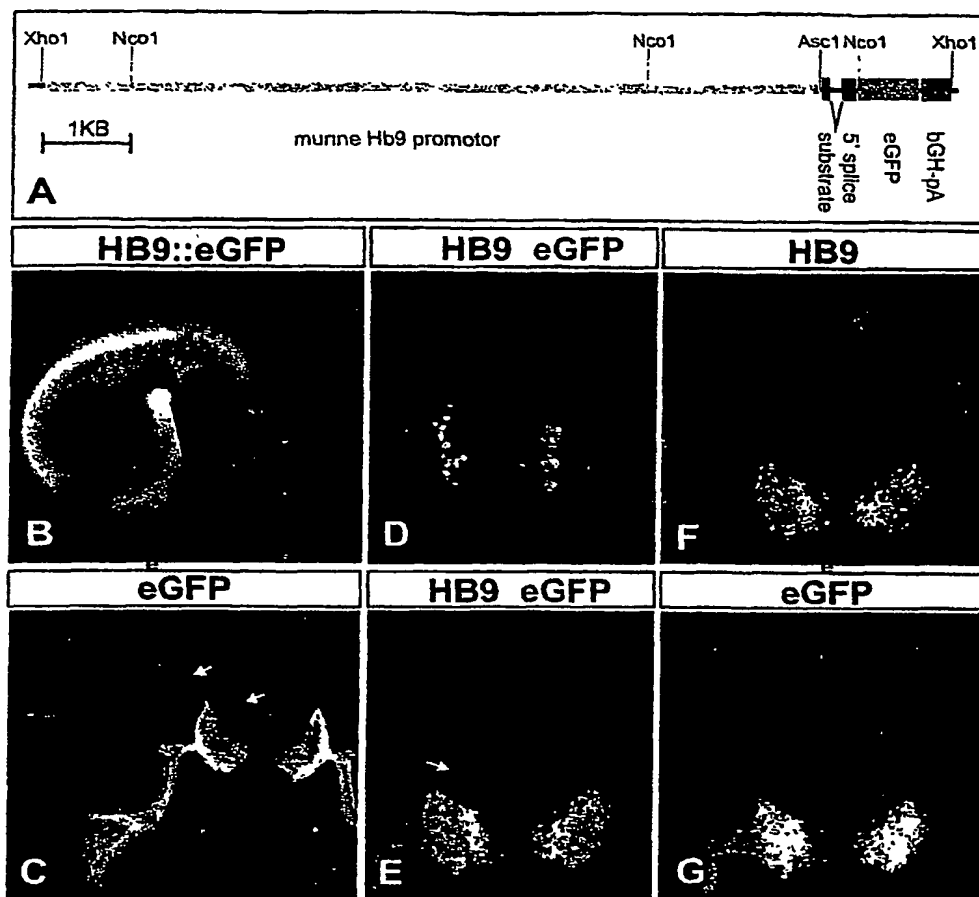 Xho1 Nco1 Nco1 Asc1 Nco1 Xho1
1KB
murine Hb9 promotor
substrate
5' splice
eGFP
bGH-pA
A
HB9::eGFP
HB9 eGFP
HB9
B
D
F
eGFP
HB9 eGFP
eGFP
C
E
G